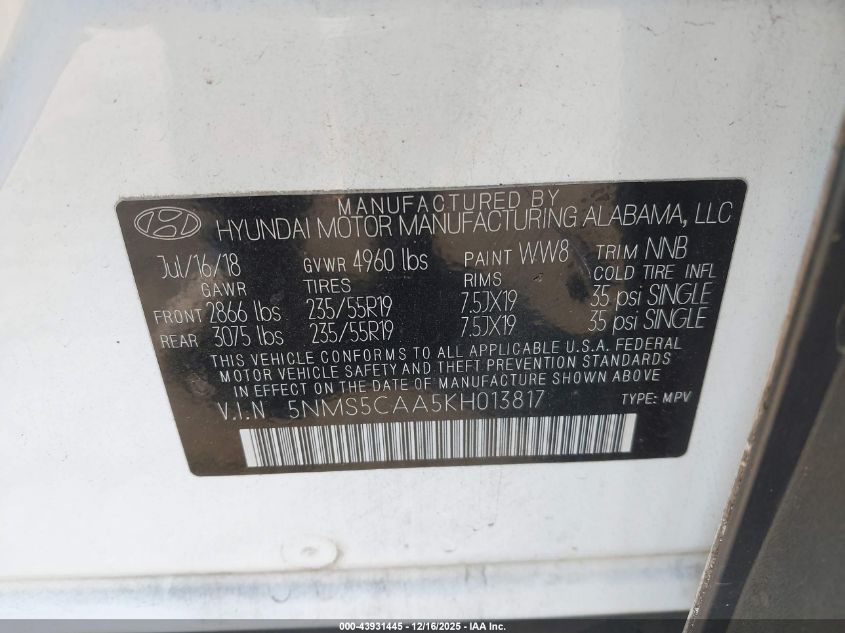 MANUFACTURED BY
HYUNDAI MOTOR MANUFACTURING ALABAMA, LLC
Jul/16/18 GVWR 4960 lbs PAINT WW8 TRIM NNB
GAWR TIRES RIMS COLD TIRE INFL
FRONT 2866 lbs 235/55R19 7.5JX19 35 psi SINGLE
REAR 3075 lbs 235/55R19 7.5JX19 35 psi SINGLE
THIS VEHICLE CONFORMS TO ALL APPLICABLE U.S.A. FEDERAL
MOTOR VEHICLE SAFETY AND THEFT PREVENTION STANDARDS
IN EFFECT ON THE DATE OF MANUFACTURE SHOWN ABOVE.
V.I.N 5NMS5CAA5KH013817 TYPE: MPV
000-43931445 - 12/16/2025 - IAA Inc.